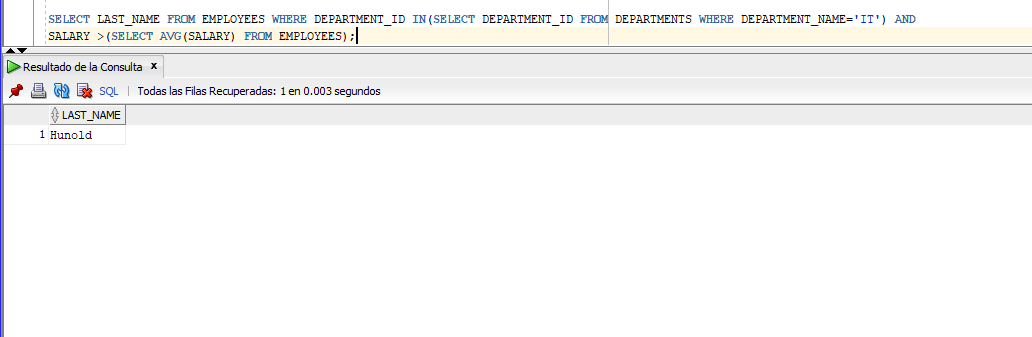 SELECT LAST_NAME FROM EMPLOYEES WHERE DEPARTMENT_ID IN(SELECT DEPARTMENT_ID FROM DEPARTMENTS WHERE DEPARTMENT_NAME='IT') AND
SALARY >(SELECT AVG(SALARY) FROM EMPLOYEES);
Resultado de la Consulta x
SQL | Todas las Filas Recuperadas: 1 en 0.003 segundos
LAST_NAME
1 Hunold